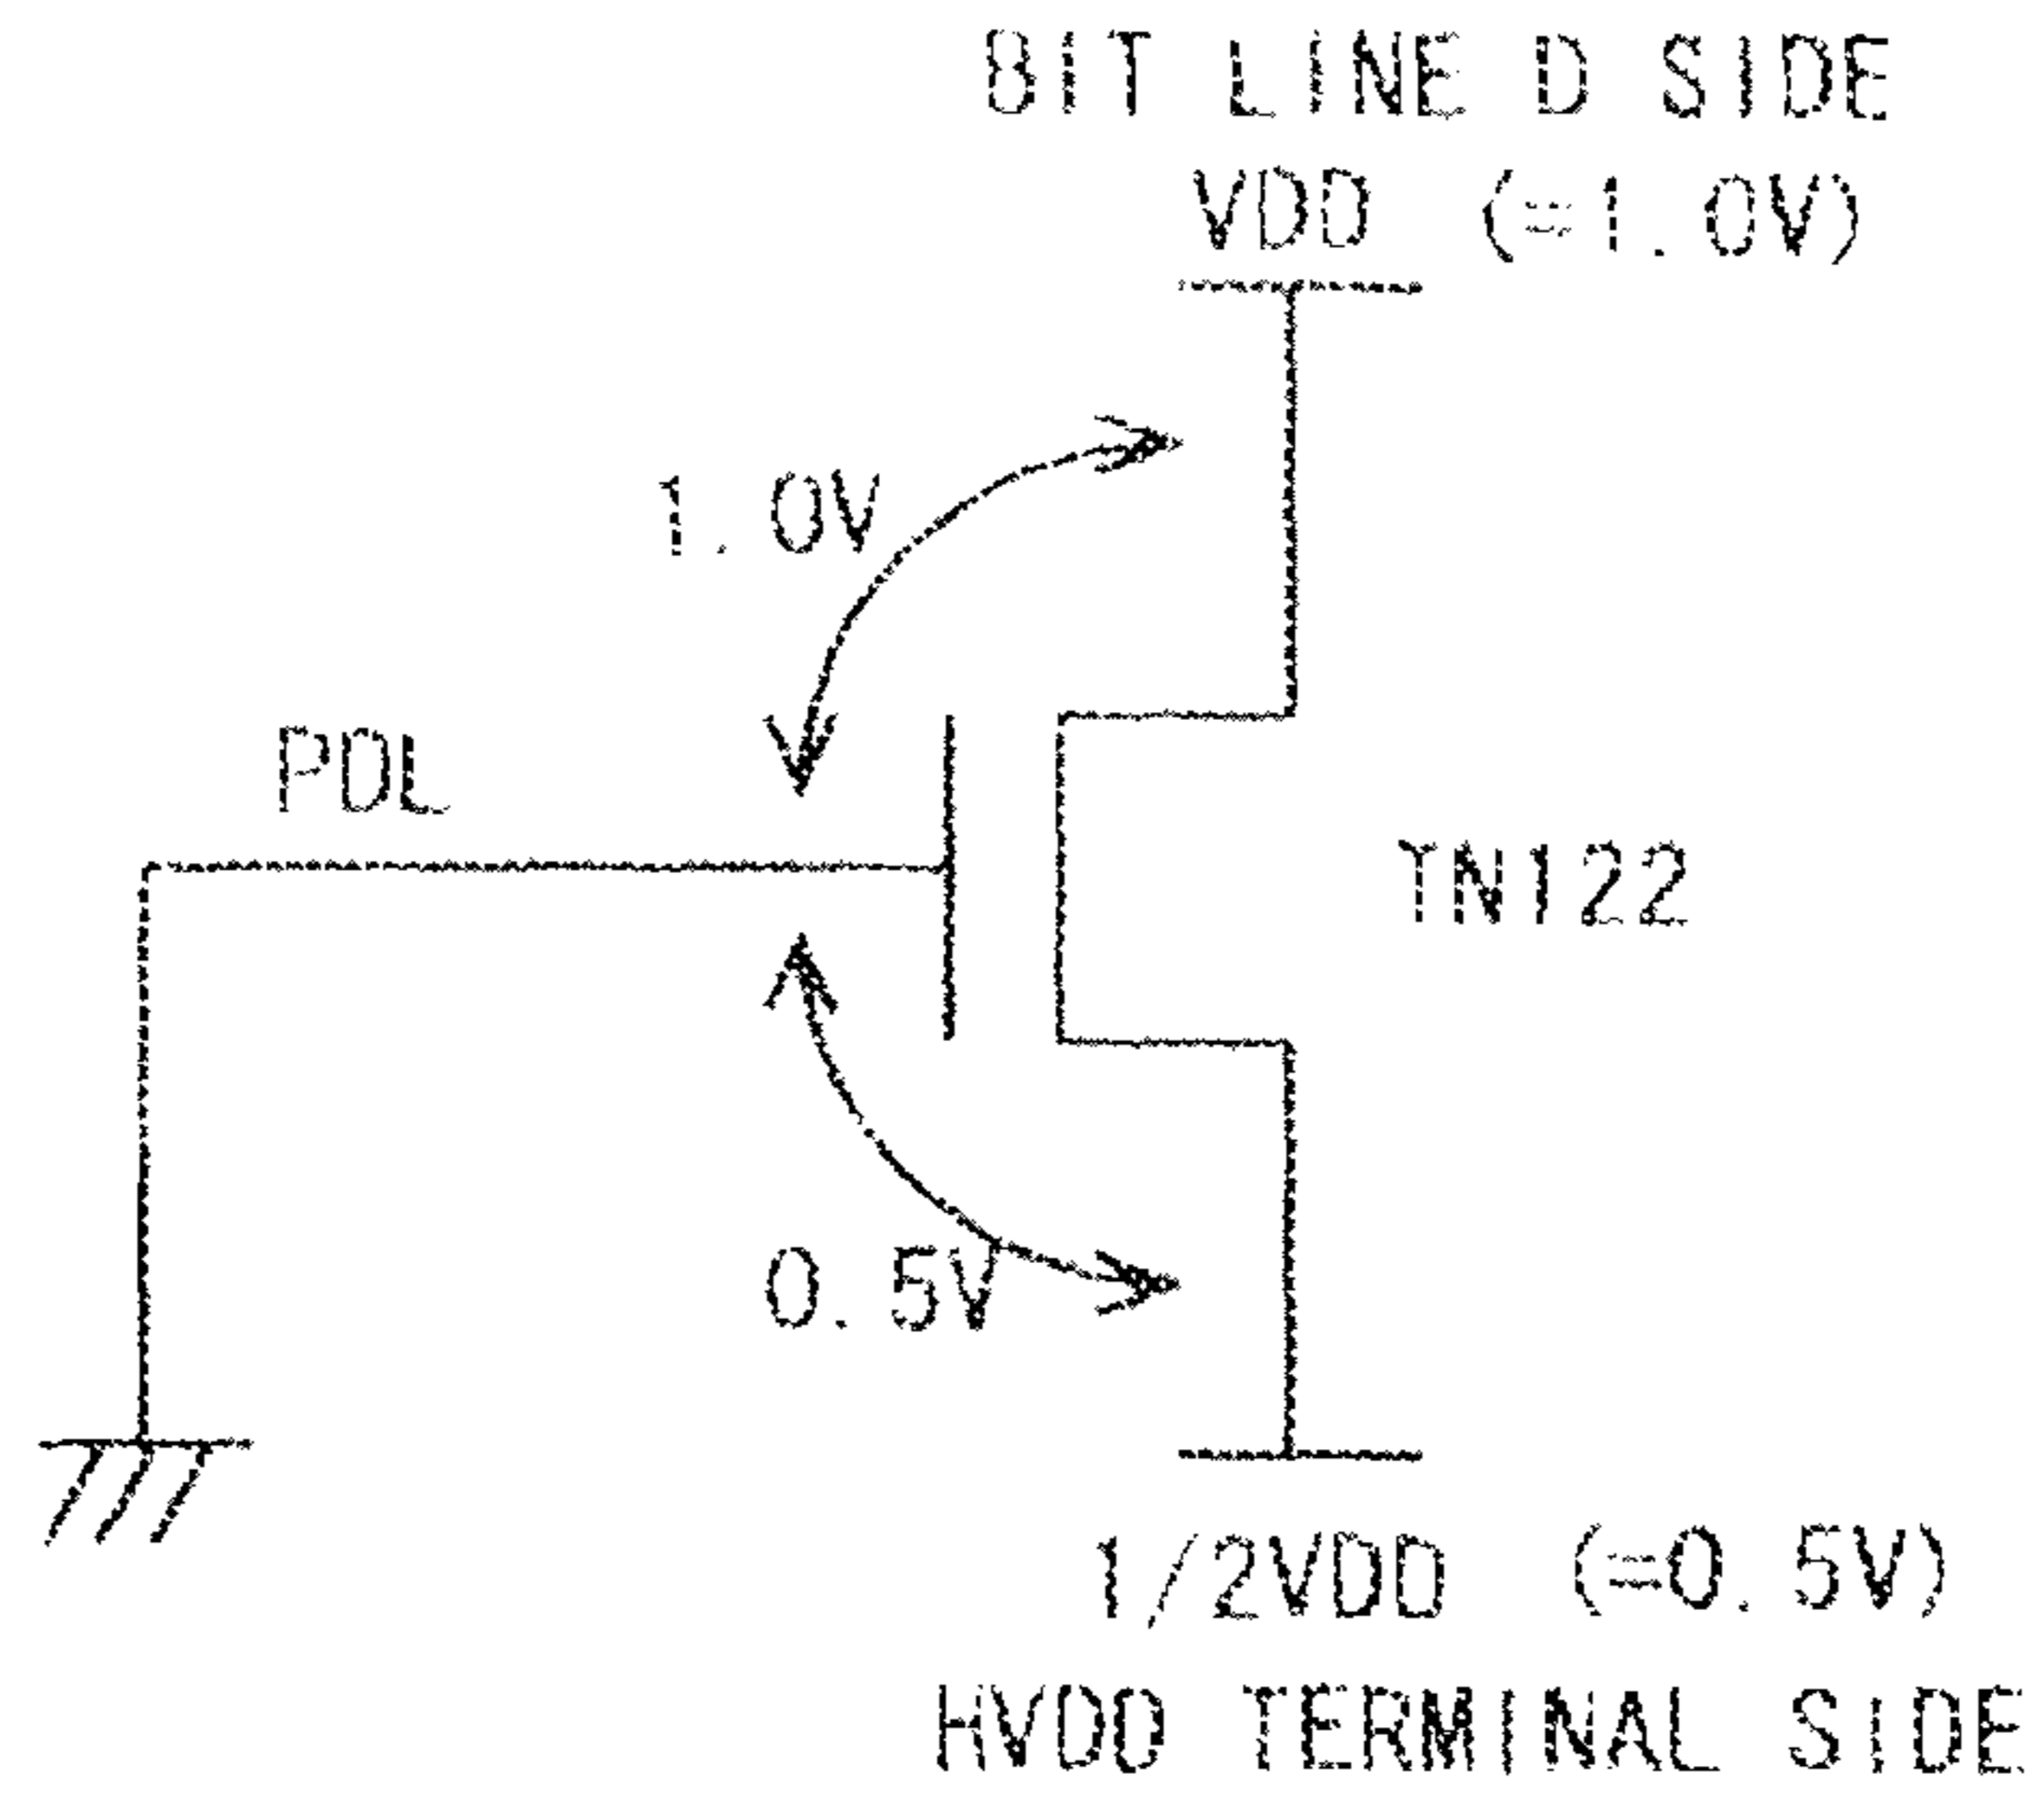 BIT LINE D SIDE
VDD (=1.0V)
1.0V
PDL
TN122
0.5V
1/2VDD (=0.5V)
HVDD TERMINAL SIDE